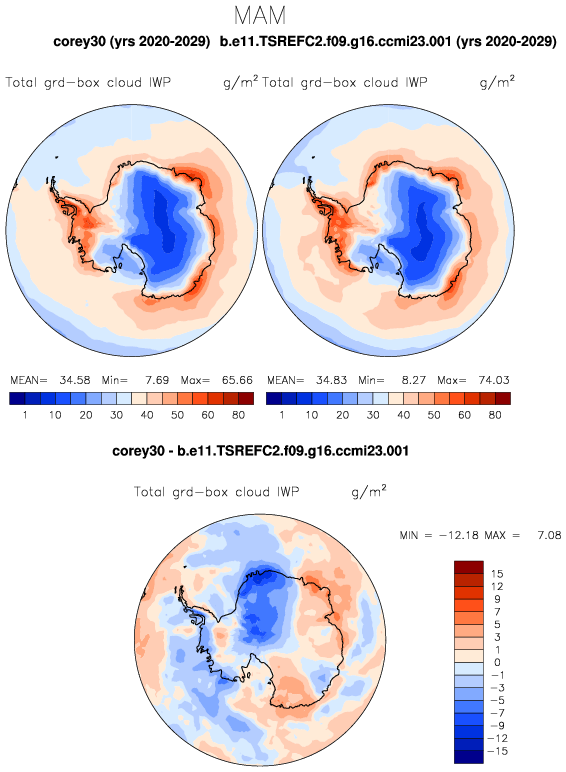 MAM
corey30 (yrs 2020-2029) b.e11.TSREFC2.f09.g16.ccmi23.001 (yrs 2020-2029)
Total grd-box cloud IWP g/m² Total grd-box cloud IWP g/m²
MEAN= 34.58 Min= 7.69 Max= 65.66 MEAN= 34.83 Min= 8.27 Max= 74.03
1 10 20 30 40 50 60 80 1 10 20 30 40 50 60 80
corey30 - b.e11.TSREFC2.f09.g16.ccmi23.001
Total grd-box cloud IWP g/m²
MIN = -12.18 MAX = 7.08
15
12
9
7
5
3
1
0
-1
-3
-5
-7
-9
-12
-15